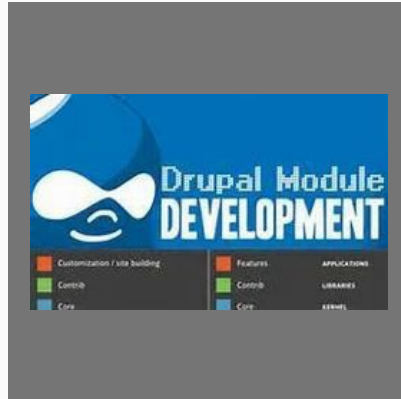 Drupal Module
DEVELOPMENT
Customization / site building
Features
APPLICATIONS
Contrib
Contrib
LIBRARIES
Core
Core
KERNEL